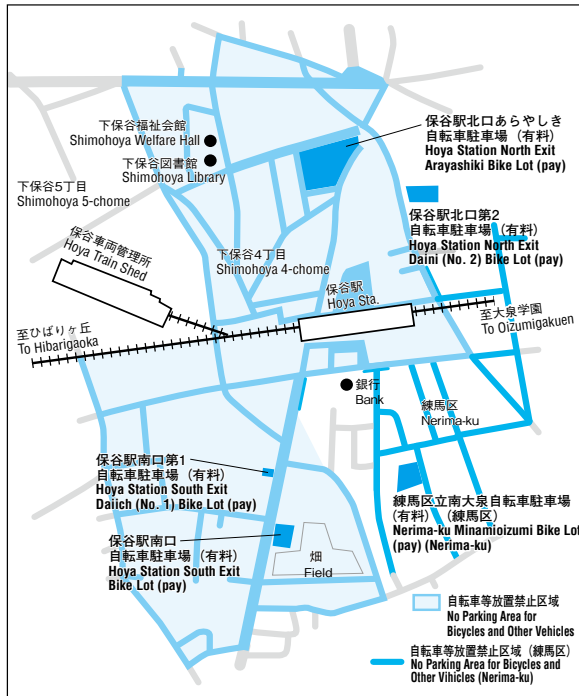 下保谷福祉会館
Shimohoya Welfare Hall
下保谷図書館
Shimohoya Library
保谷駅北口あらやしき
自転車駐車場（有料）
Hoya Station North Exit
Arayashiki Bike Lot (pay)
下保谷5丁目
Shimohoya 5-chome
保谷駅北口第2
自転車駐車場（有料）
Hoya Station North Exit
Daini (No. 2) Bike Lot (pay)
保谷車両管理所
Hoya Train Shed
下保谷4丁目
Shimohoya 4-chome
保谷駅
Hoya Sta.
至大泉学園
To Oizumigakuen
至ひばりヶ丘
To Hibarigaoka
銀行
Bank
練馬区
Nerima-ku
保谷駅南口第1
自転車駐車場（有料）
Hoya Station South Exit
Daiich (No. 1) Bike Lot (pay)
練馬区立南大泉自転車駐車場
（有料）（練馬区）
Nerima-ku Minamioizumi Bike Lot
(pay) (Nerima-ku)
保谷駅南口
自転車駐車場（有料）
Hoya Station South Exit
Bike Lot (pay)
畑
Field
自転車等放置禁止区域
No Parking Area for
Bicycles and Other Vehicles
自転車等放置禁止区域（練馬区）
No Parking Area for Bicycles and
Other Vihicles (Nerima-ku)